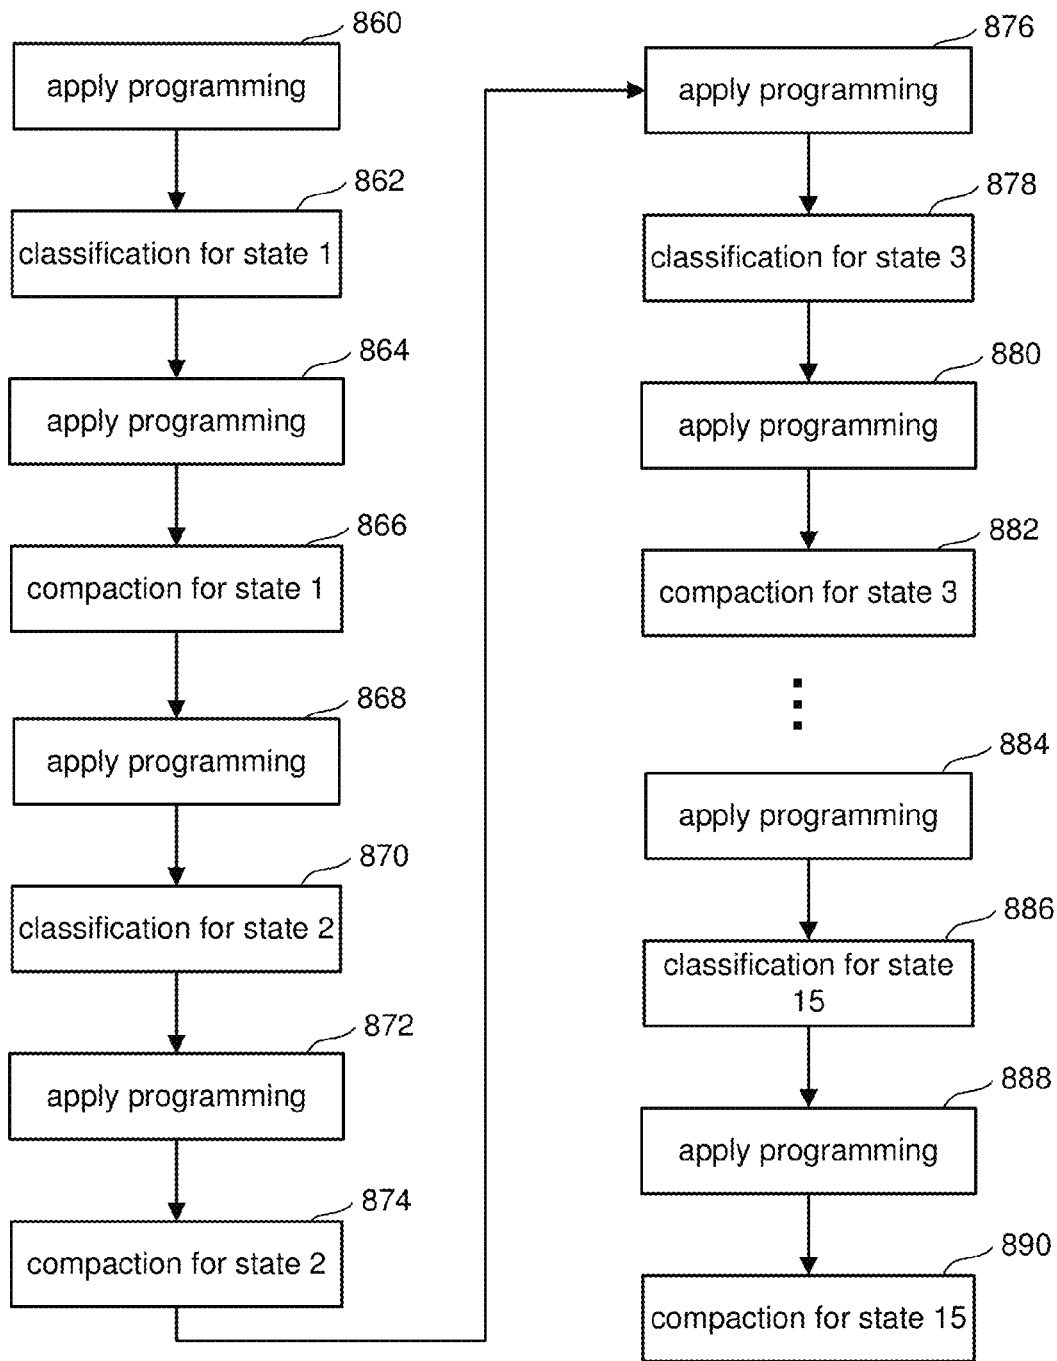 860
apply programming
862
classification for state 1
864
apply programming
866
compaction for state 1
868
apply programming
870
classification for state 2
872
apply programming
874
compaction for state 2
876
apply programming
878
classification for state 3
880
apply programming
882
compaction for state 3
884
apply programming
886
classification for state
15
888
apply programming
890
compaction for state 15